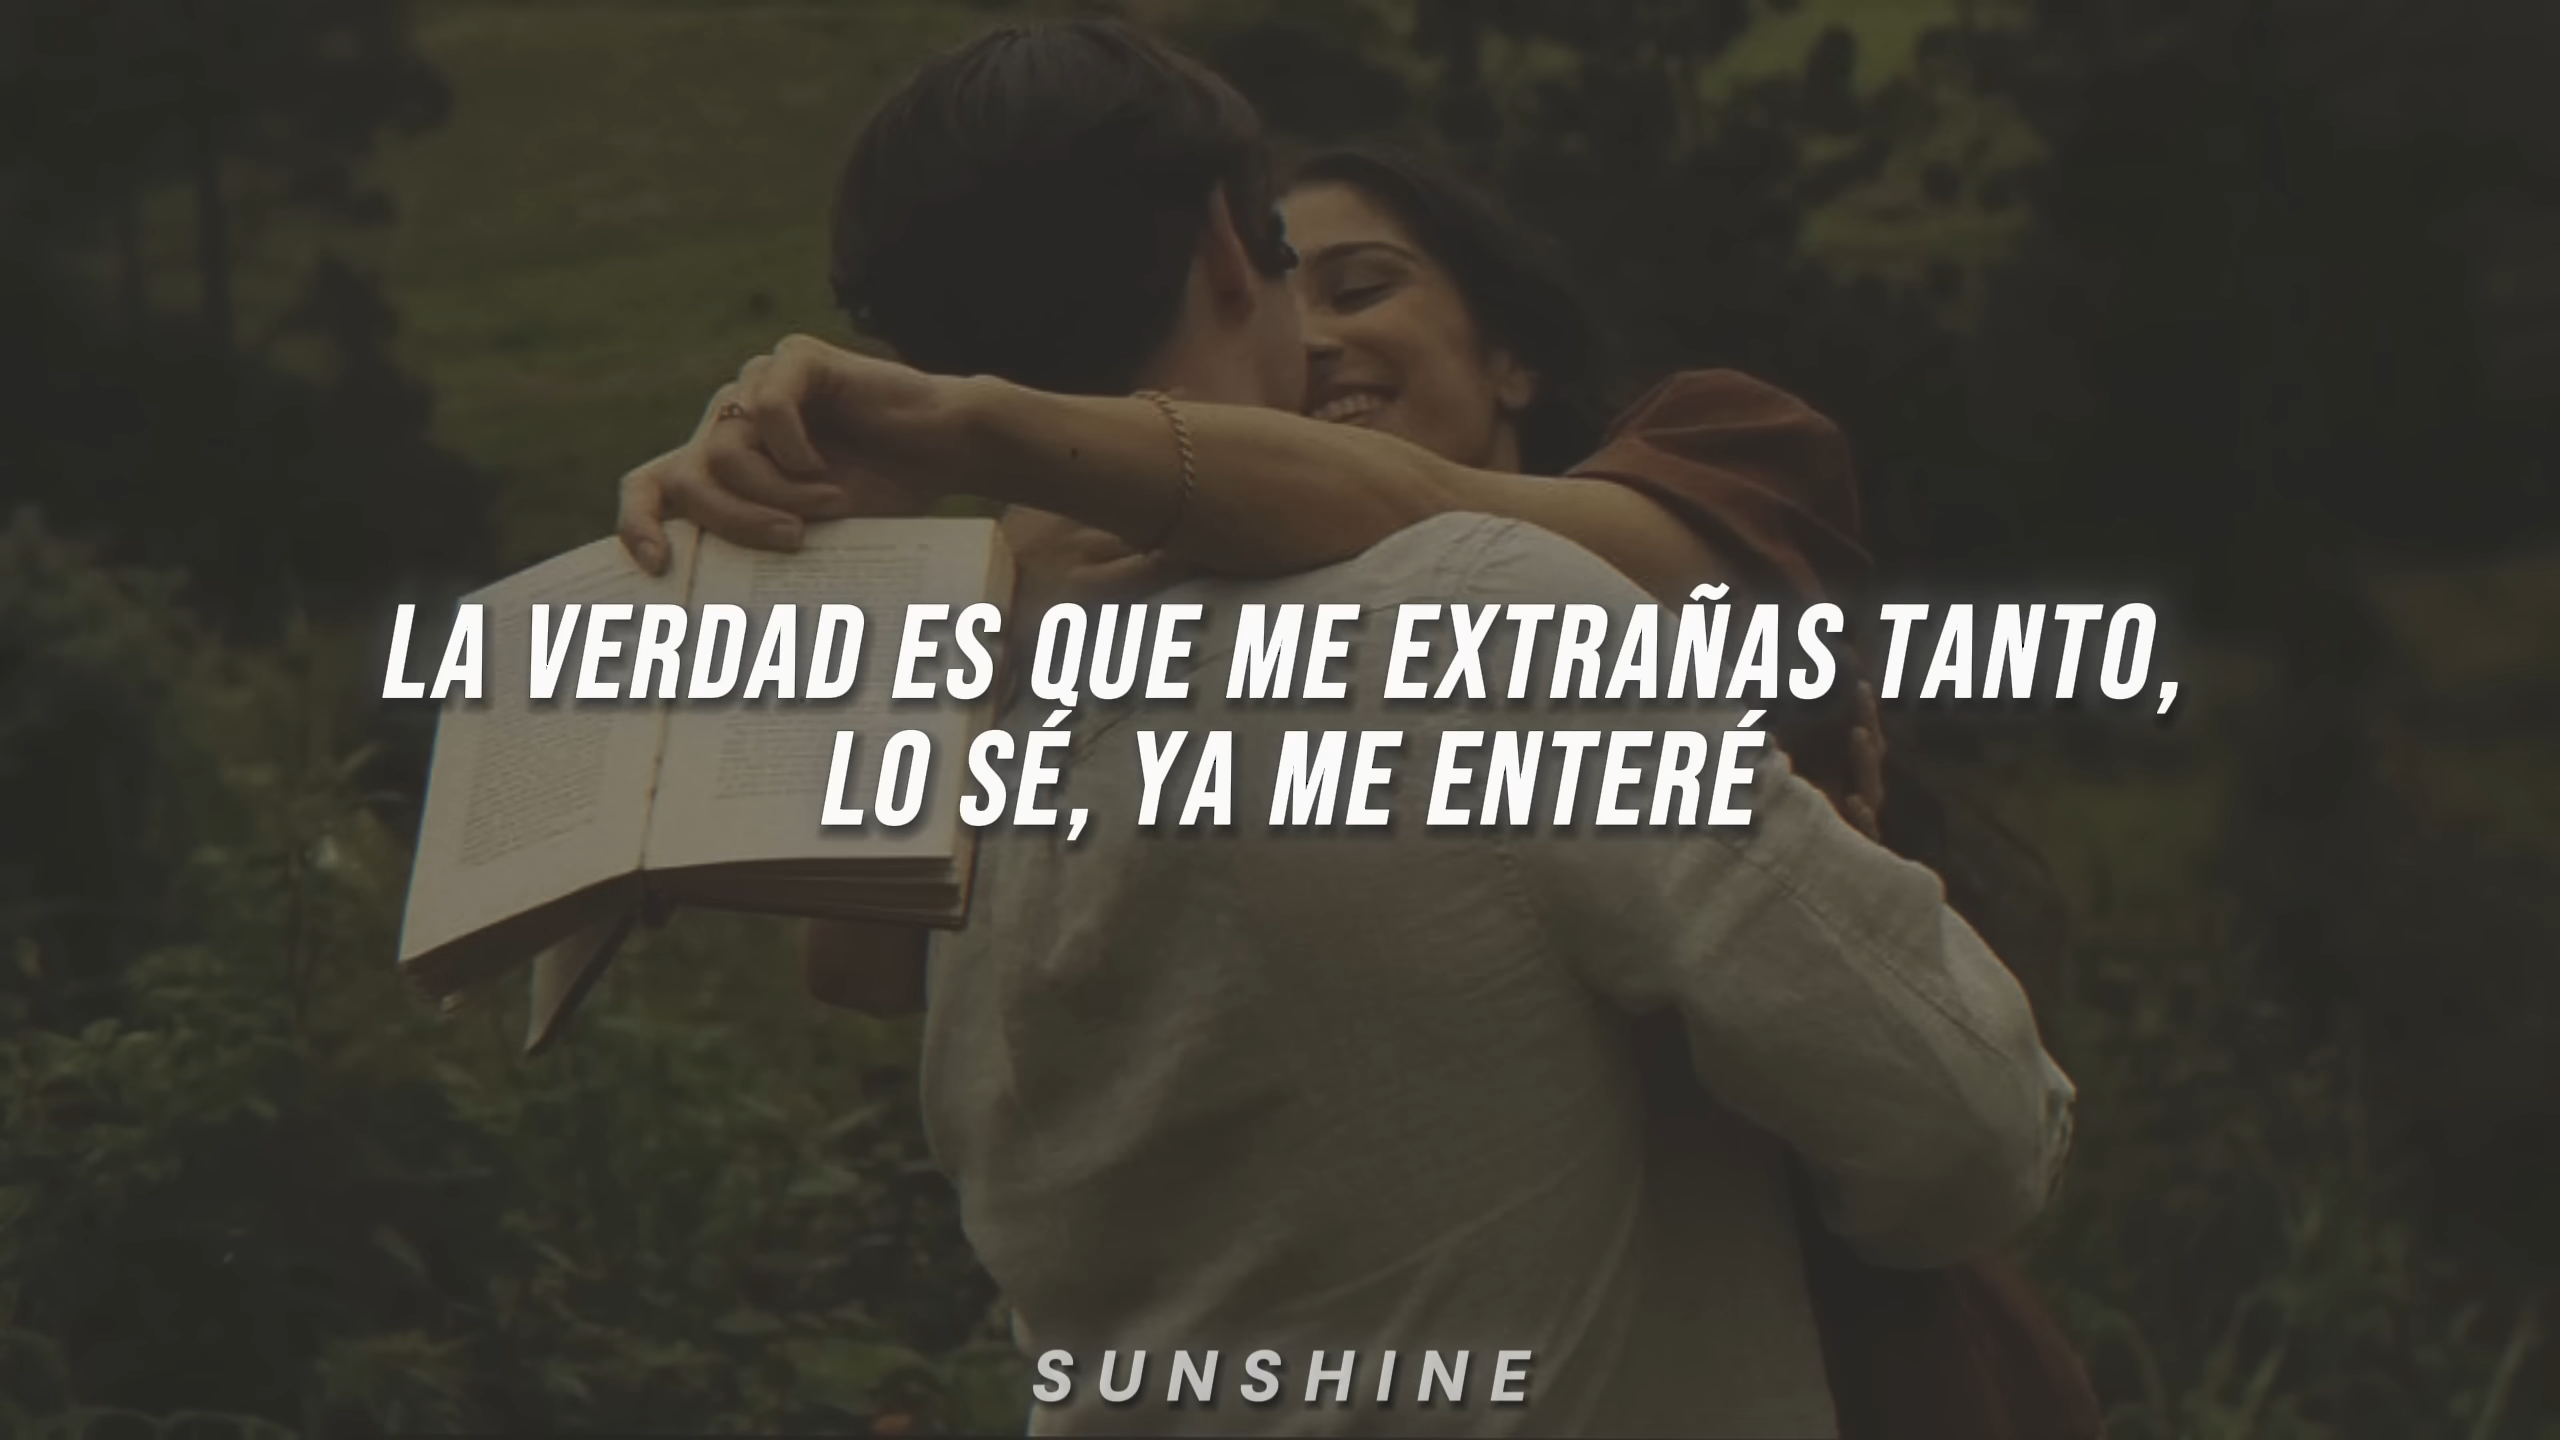 LA VERDAD ES QUE ME EXTRAÑAS TANTO,
LO SÉ, YA ME ENTERÉ
SUNSHINE